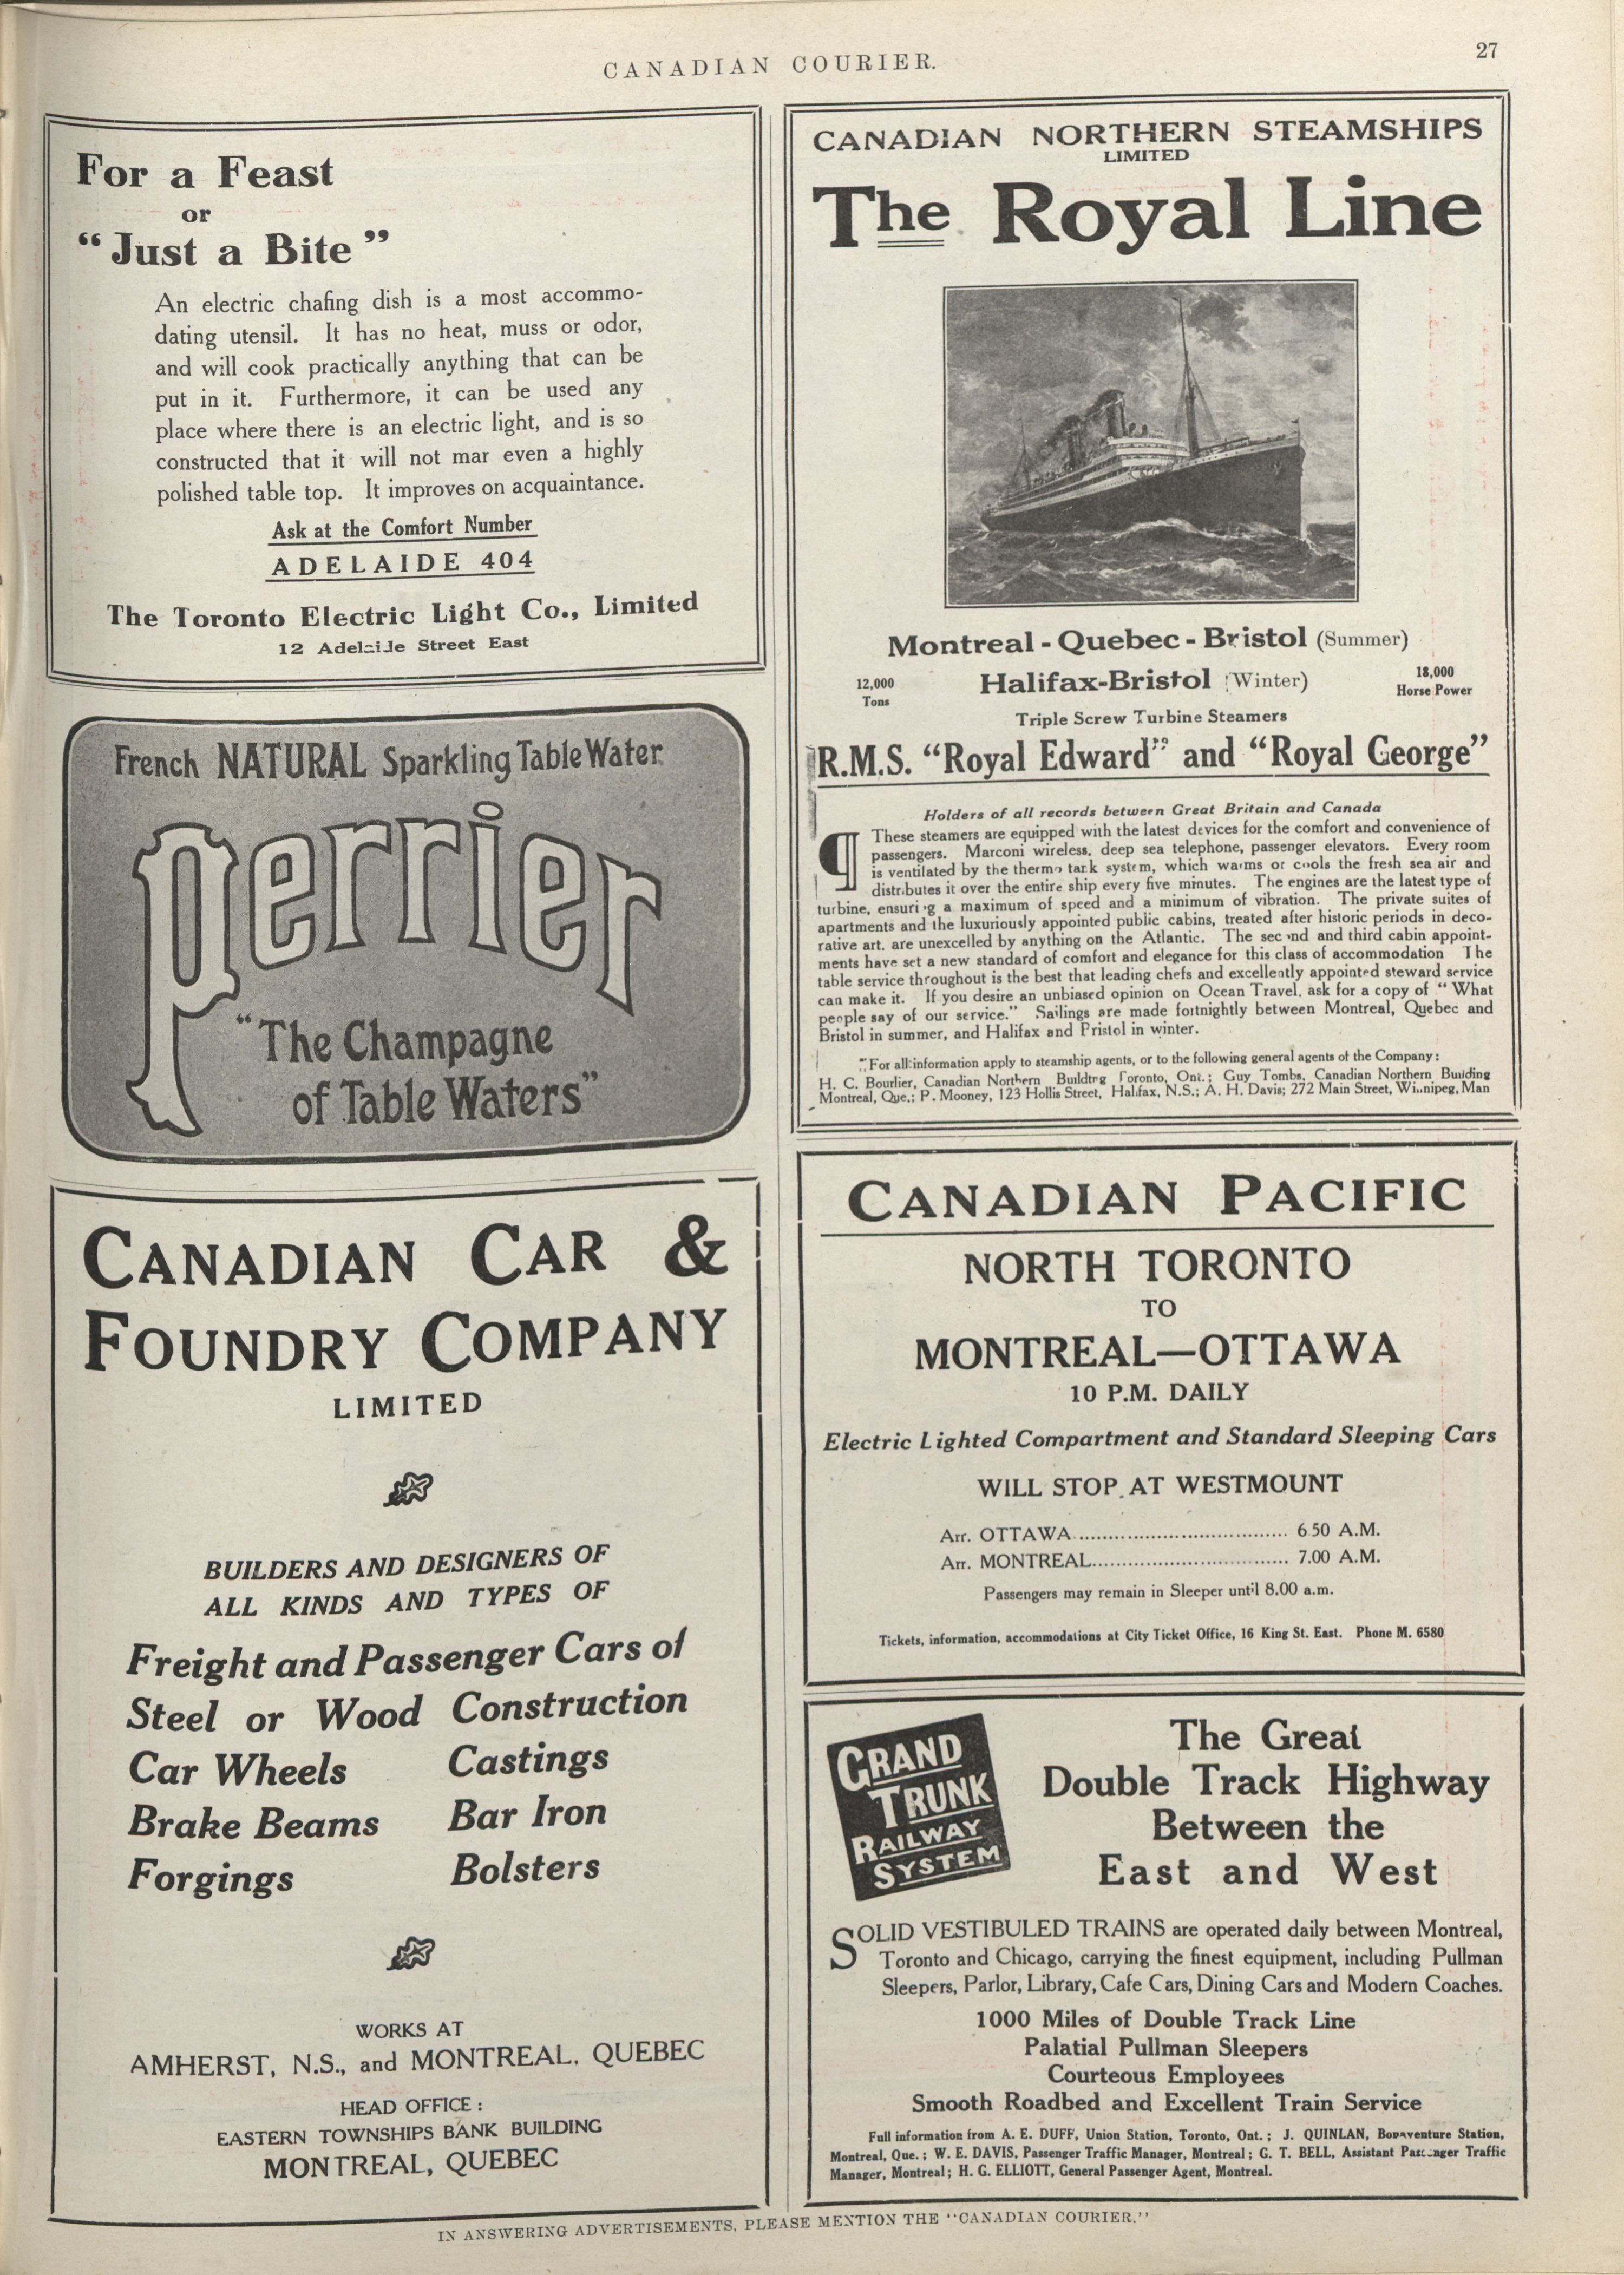 CANADIAN COURIER.
27
For a Feast
or
“Just a Bite”
An electric chafing dish is a most accommo-
dating utensil. It has no heat, muss or odor,
and will cook practically anything that can be
put in it. Furthermore, it can be used any
place where there is an electric light, and is so
constructed that it will not mar even a highly
polished table top. It improves on acquaintance.
Ask at the Comfort Number
ADELAIDE 404
The Toronto Electric Light Co., Limited
12 Adelaide Street East
French NATURAL Sparkling Table Water
Perrier
“The Champagne
of Table Waters”
CANADIAN CAR &
FOUNDRY COMPANY
LIMITED
BUILDERS AND DESIGNERS OF
ALL KINDS AND TYPES OF
Freight and Passenger Cars of
Steel or Wood Construction
Car Wheels Castings
Brake Beams Bar Iron
Forgings Bolsters
WORKS AT
AMHERST, N.S., and MONTREAL, QUEBEC
HEAD OFFICE:
EASTERN TOWNSHIPS BANK BUILDING
MONTREAL, QUEBEC
CANADIAN NORTHERN STEAMSHIPS
LIMITED
The Royal Line
Montreal - Quebec - Bristol (Summer)
12,000
Tons
Halifax-Bristol (Winter)
18,000
Horse Power
Triple Screw Turbine Steamers
R.M.S. “Royal Edward” and “Royal George”
Holders of all records between Great Britain and Canada
¶ These steamers are equipped with the latest devices for the comfort and convenience of
passengers. Marconi wireless, deep sea telephone, passenger elevators. Every room
is ventilated by the thermo tank system, which warms or cools the fresh sea air and
distributes it over the entire ship every five minutes. The engines are the latest type of
turbine, ensuring a maximum of speed and a minimum of vibration. The private suites of
apartments and the luxuriously appointed public cabins, treated after historic periods in deco-
rative art, are unexcelled by anything on the Atlantic. The second and third cabin appoint-
ments have set a new standard of comfort and elegance for this class of accommodation The
table service throughout is the best that leading chefs and excellently appointed steward service
can make it. If you desire an unbiased opinion on Ocean Travel, ask for a copy of “What
people say of our service.” Sailings are made fortnightly between Montreal, Quebec and
Bristol in summer, and Halifax and Bristol in winter.
For all information apply to steamship agents, or to the following general agents of the Company:
H. C. Bourlier, Canadian Northern Building Toronto, Ont.; Guy Tombs, Canadian Northern Building
Montreal, Que.; P. Mooney, 123 Hollis Street, Halifax, N.S.; A. H. Davis; 272 Main Street, Winnipeg, Man
CANADIAN PACIFIC
NORTH TORONTO
TO
MONTREAL—OTTAWA
10 P.M. DAILY
Electric Lighted Compartment and Standard Sleeping Cars
WILL STOP AT WESTMOUNT
Arr. OTTAWA........................................ 6.50 A.M.
Arr. MONTREAL..................................... 7.00 A.M.
Passengers may remain in Sleeper until 8.00 a.m.
Tickets, information, accommodations at City Ticket Office, 16 King St. East. Phone M. 6580
GRAND
TRUNK
RAILWAY
SYSTEM
The Great
Double Track Highway
Between the
East and West
SOLID VESTIBULED TRAINS are operated daily between Montreal,
Toronto and Chicago, carrying the finest equipment, including Pullman
Sleepers, Parlor, Library, Cafe Cars, Dining Cars and Modern Coaches.
1000 Miles of Double Track Line
Palatial Pullman Sleepers
Courteous Employees
Smooth Roadbed and Excellent Train Service
Full information from A. E. DUFF, Union Station, Toronto, Ont.; J. QUINLAN, Bonaventure Station,
Montreal, Que.; W. E. DAVIS, Passenger Traffic Manager, Montreal; G. T. BELL, Assistant Passenger Traffic
Manager, Montreal; H. G. ELLIOTT, General Passenger Agent, Montreal.
IN ANSWERING ADVERTISEMENTS, PLEASE MENTION THE “CANADIAN COURIER.”